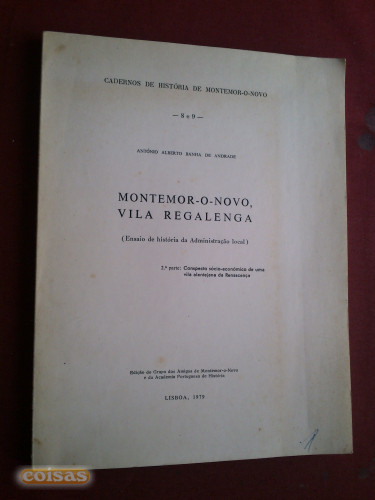 CADERNOS DE HISTÓRIA DE MONTEMOR-O-NOVO
— 8 e 9 —
ANTÓNIO ALBERTO BANHA DE ANDRADE
MONTEMOR-O-NOVO,
VILA REGALENGA
(Ensaio de história da Administração local)
2.ª parte: Conspecto sócio-económico de uma
vila alentejana da Renascença
Edição do Grupo dos Amigos de Montemor-o-Novo
e da Academia Portuguesa de História
LISBOA, 1979
coisas